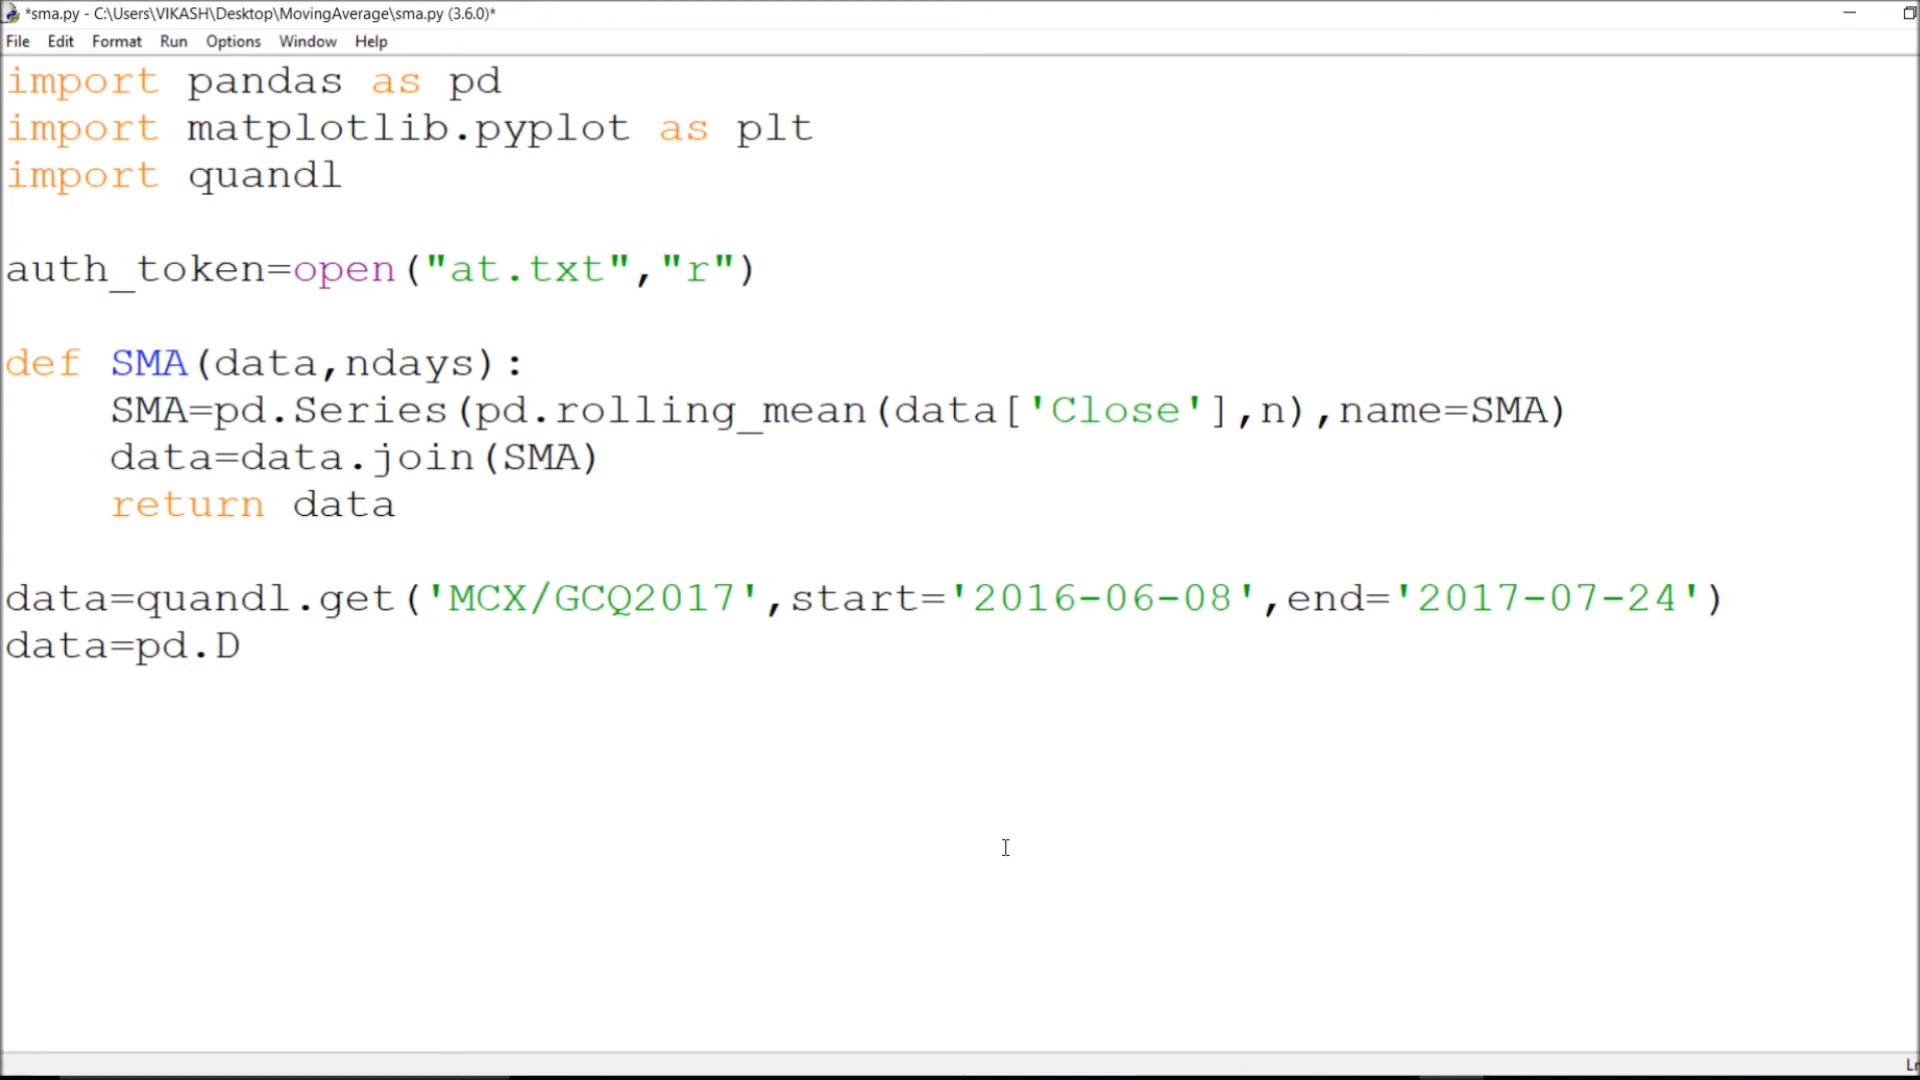 *sma.py - C:\Users\VIKASH\Desktop\MovingAverage\sma.py (3.6.0)*
File Edit Format Run Options Window Help
import pandas as pd
import matplotlib.pyplot as plt
import quandl
auth_token=open("at.txt","r")
def SMA(data,ndays):
    SMA=pd.Series(pd.rolling_mean(data['Close'],n),name=SMA)
    data=data.join(SMA)
    return data
data=quandl.get('MCX/GCQ2017',start='2016-06-08',end='2017-07-24')
data=pd.D